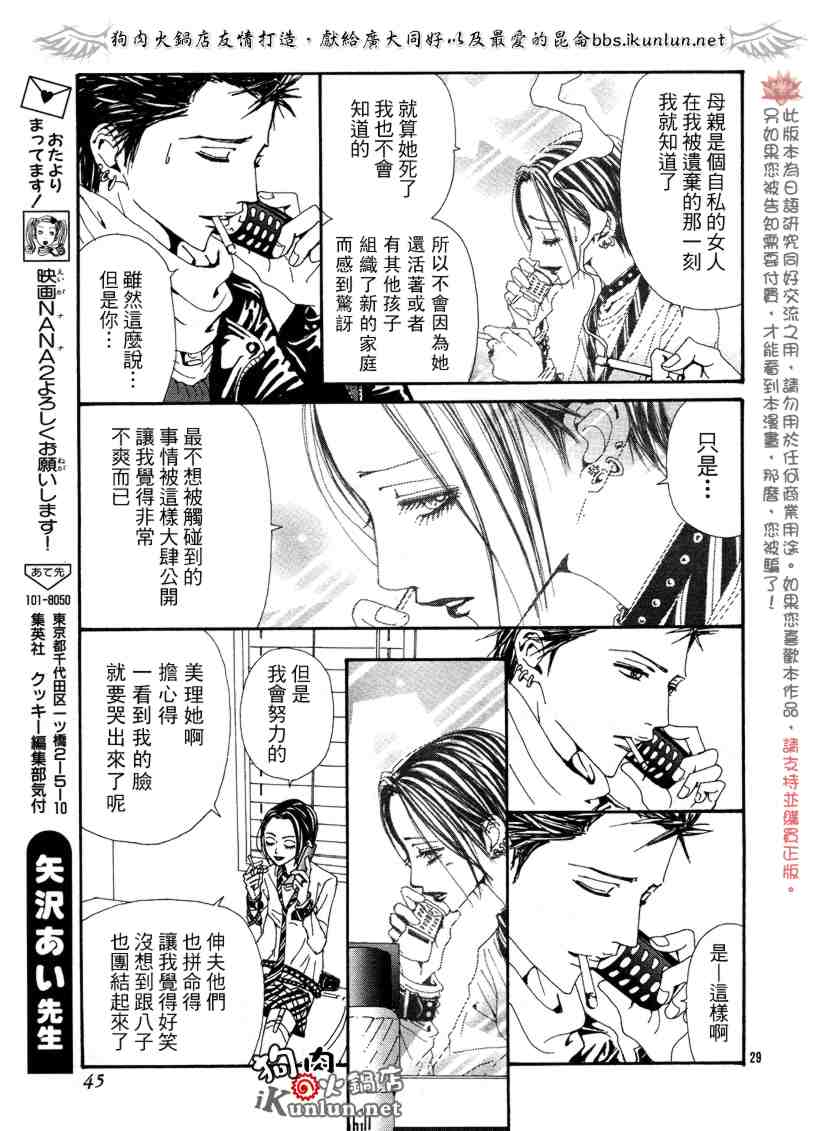 狗肉火鍋店友情打造，獻給廣大同好以及最愛的昆侖bbs.ikunlun.net
母親是個自私的女人
在我被遺棄的那一刻
我就知道了
就算她死了
我也不會
知道的
所以不會因為她
還活著或者
有其他孩子
組織了新的家庭
而感到驚訝
雖然這麼說…
但是你…
只是…
最不想被觸碰到的
事情被這樣大肆公開
讓我覺得非常
不爽而已
是—這樣啊
但是
我會努力的
美理她啊
擔心得
一看到我的臉
就要哭出來了呢
伸夫他們
也拼命得
讓我覺得好笑
沒想到跟八子
也團結起來了
29
45
狗肉
火鍋店
iKunlun.net
おたより
まってます！
映画NANA2よろしくお願いします！
えいが
ナナ
ねが
あて先
101-8050
東京都千代田区一ツ橋2-5-10
集英社　クッキー編集部気付
矢沢あい先生
此版本為日語研究同好交流之用，請勿用於任何商業用途。如果您喜歡本作品，請支持並購買正版。
只如果您被告知需要付費，才能看到本漫畫，那麼，您被騙了！